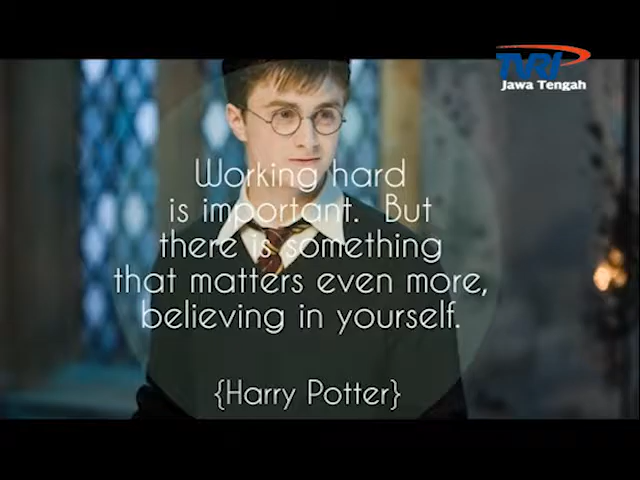 TVRI
Jawa Tengah
Working hard
is important. But
there is something
that matters even more,
believing in yourself.
{Harry Potter}